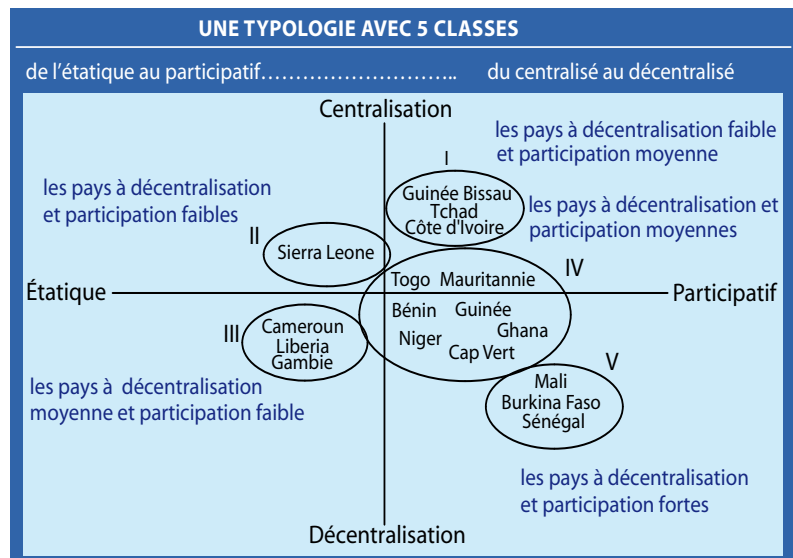 UNE TYPOLOGIE AVEC 5 CLASSES
de l'étatique au participatif……………………….. du centralisé au décentralisé
Centralisation
les pays à décentralisation faible
et participation moyenne
I
les pays à décentralisation
et participation faibles
Guinée Bissau
Tchad
Côte d'Ivoire
les pays à décentralisation et
participation moyennes
II
Sierra Leone
IV
Togo Mauritannie
Étatique
Participatif
Bénin Guinée
Ghana
Niger
Cap Vert
III
Cameroun
Liberia
Gambie
V
les pays à décentralisation
moyenne et participation faible
Mali
Burkina Faso
Sénégal
les pays à décentralisation
et participation fortes
Décentralisation